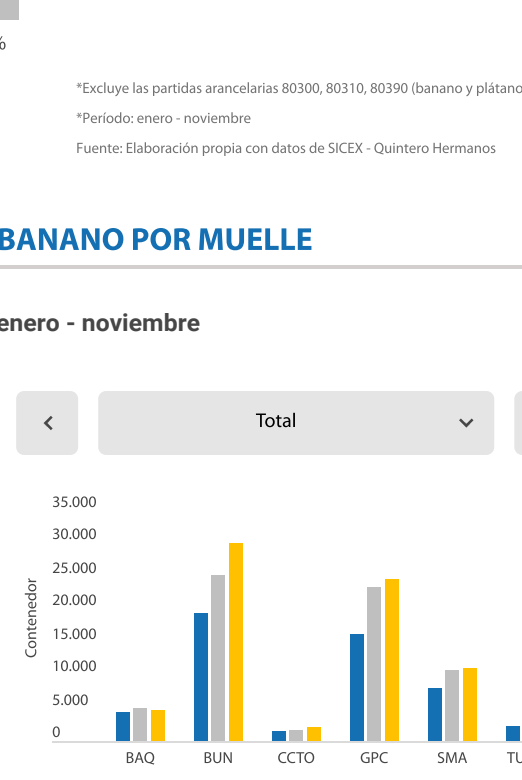 %
*Excluye las partidas arancelarias 80300, 80310, 80390 (banano y plátano
*Período: enero - noviembre
Fuente: Elaboración propia con datos de SICEX - Quintero Hermanos
BANANO POR MUELLE
enero - noviembre
Total
35.000
30.000
25.000
20.000
15.000
10.000
5.000
0
Contenedor
BAQ BUN CCTO GPC SMA TU